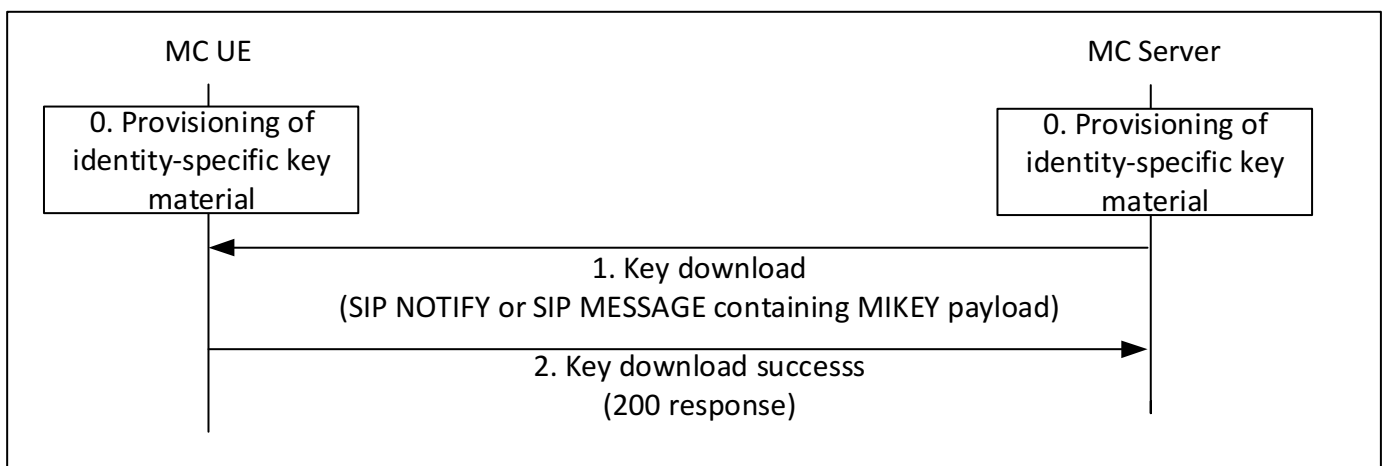 MC UE
MC Server
0. Provisioning of
identity-specific key
material
0. Provisioning of
identity-specific key
material
1. Key download
(SIP NOTIFY or SIP MESSAGE containing MIKEY payload)
2. Key download successs
(200 response)